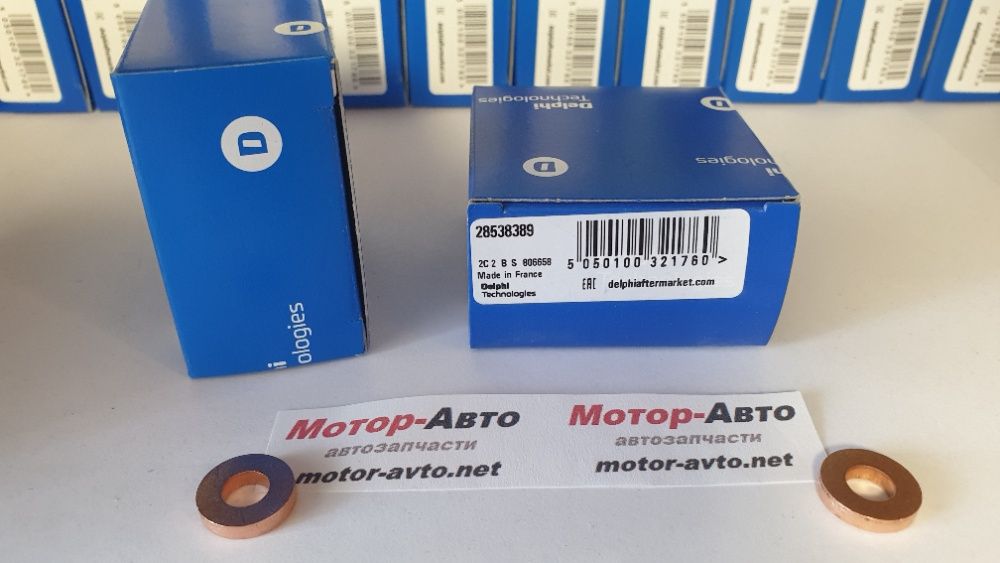 D
ologies
Delphi
Technologies
D
nologies
28538389
2C 2 B S 806658
Made in France
Delphi
Technologies
5 050100 321760 >
EAC delphiaftermarket.com
Мотор-Авто
автозапчасти
motor-avto.net
Мотор-Авто
автозапчасти
motor-avto.net